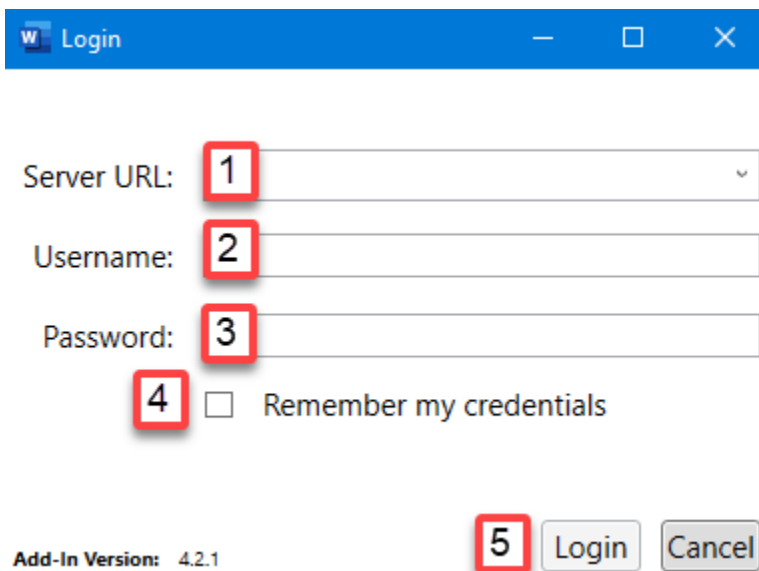 W Login
Server URL: 1
Username: 2
Password: 3
4 Remember my credentials
5 Login Cancel
Add-In Version: 4.2.1